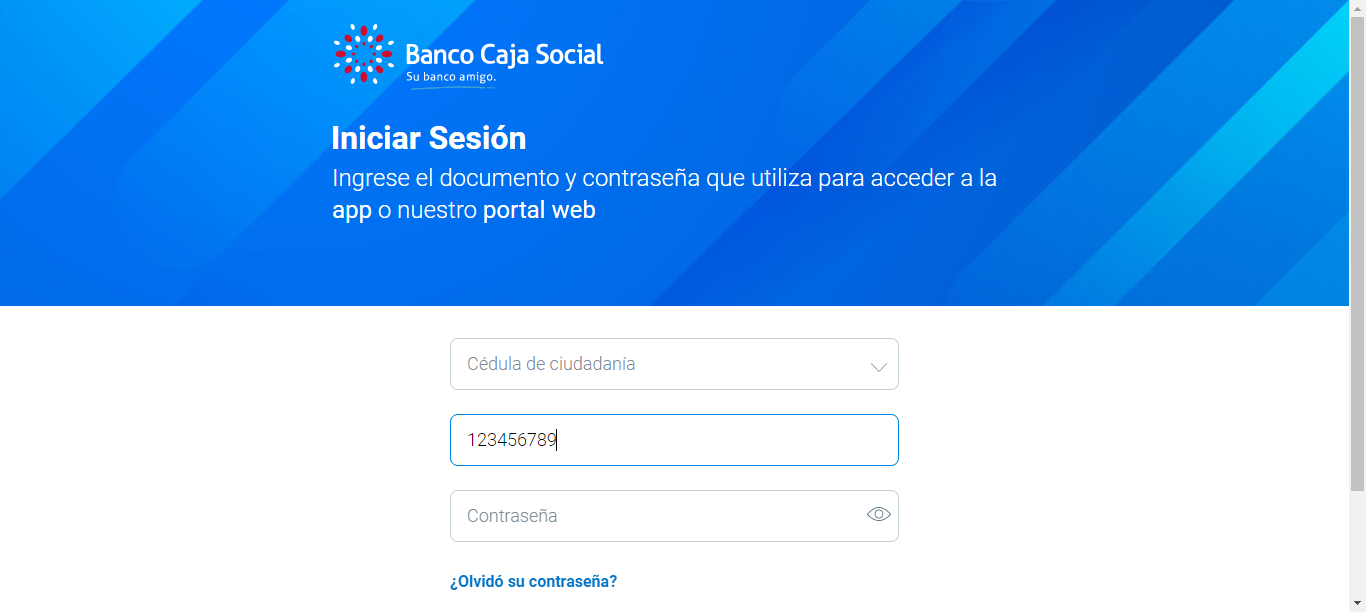 Banco Caja Social
Su banco amigo.
Iniciar Sesión
Ingrese el documento y contraseña que utiliza para acceder a la
app o nuestro portal web
Cédula de ciudadanía
123456789
Contraseña
¿Olvidó su contraseña?